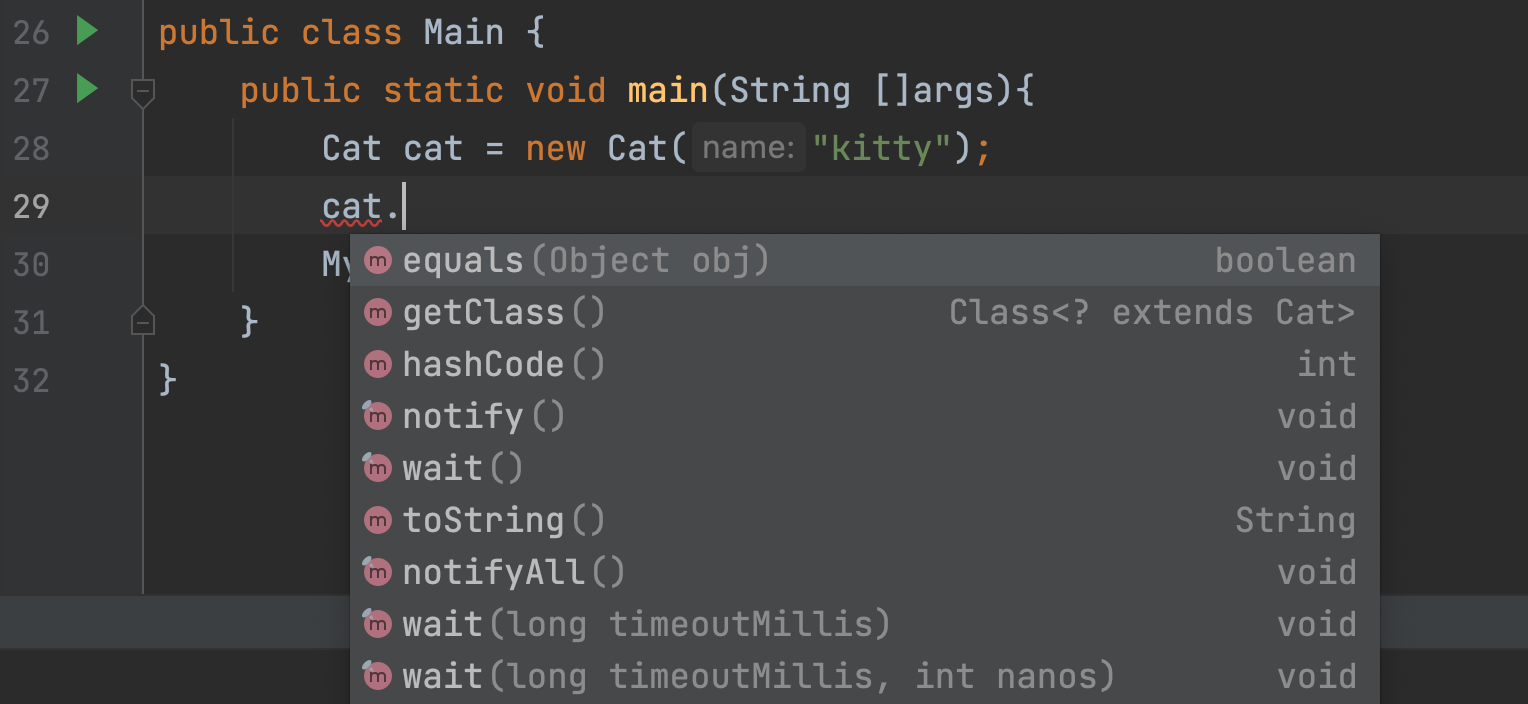 26 public class Main {
27 public static void main(String []args){
28 Cat cat = new Cat( name: "kitty");
29 cat.
30 My
31 }
32 }
m equals(Object obj) boolean
m getClass() Class<? extends Cat>
m hashCode() int
m notify() void
m wait() void
m toString() String
m notifyAll() void
m wait(long timeoutMillis) void
m wait(long timeoutMillis, int nanos) void